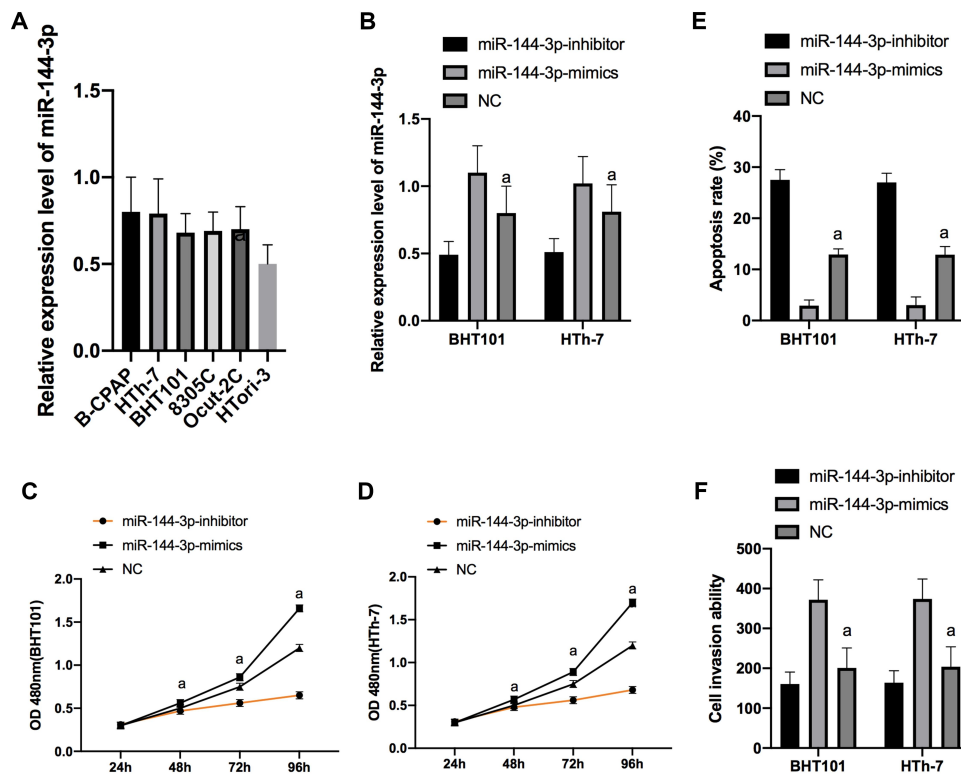 A
Relative expression level of miR-144-3p
1.5
1.0
0.5
0.0
a
B-CPAP
HTh-7
BHT101
8305C
Ocut-2C
HTori-3
B
miR-144-3p-inhibitor
miR-144-3p-mimics
NC
Relative expression level of miR-144-3p
1.5
1.0
0.5
0.0
a
a
BHT101
HTh-7
E
miR-144-3p-inhibitor
miR-144-3p-mimics
NC
Apoptosis rate (%)
40
30
20
10
0
a
a
BHT101
HTh-7
C
miR-144-3p-inhibitor
miR-144-3p-mimics
NC
OD 480nm(BHT101)
2.0
1.5
1.0
0.5
0.0
a
a
a
24h
48h
72h
96h
D
miR-144-3p-inhibitor
miR-144-3p-mimics
NC
OD 480nm(HTh-7)
2.0
1.5
1.0
0.5
0.0
a
a
a
24h
48h
72h
96h
F
miR-144-3p-inhibitor
miR-144-3p-mimics
NC
Cell invasion ability
500
400
300
200
100
0
a
a
BHT101
HTh-7